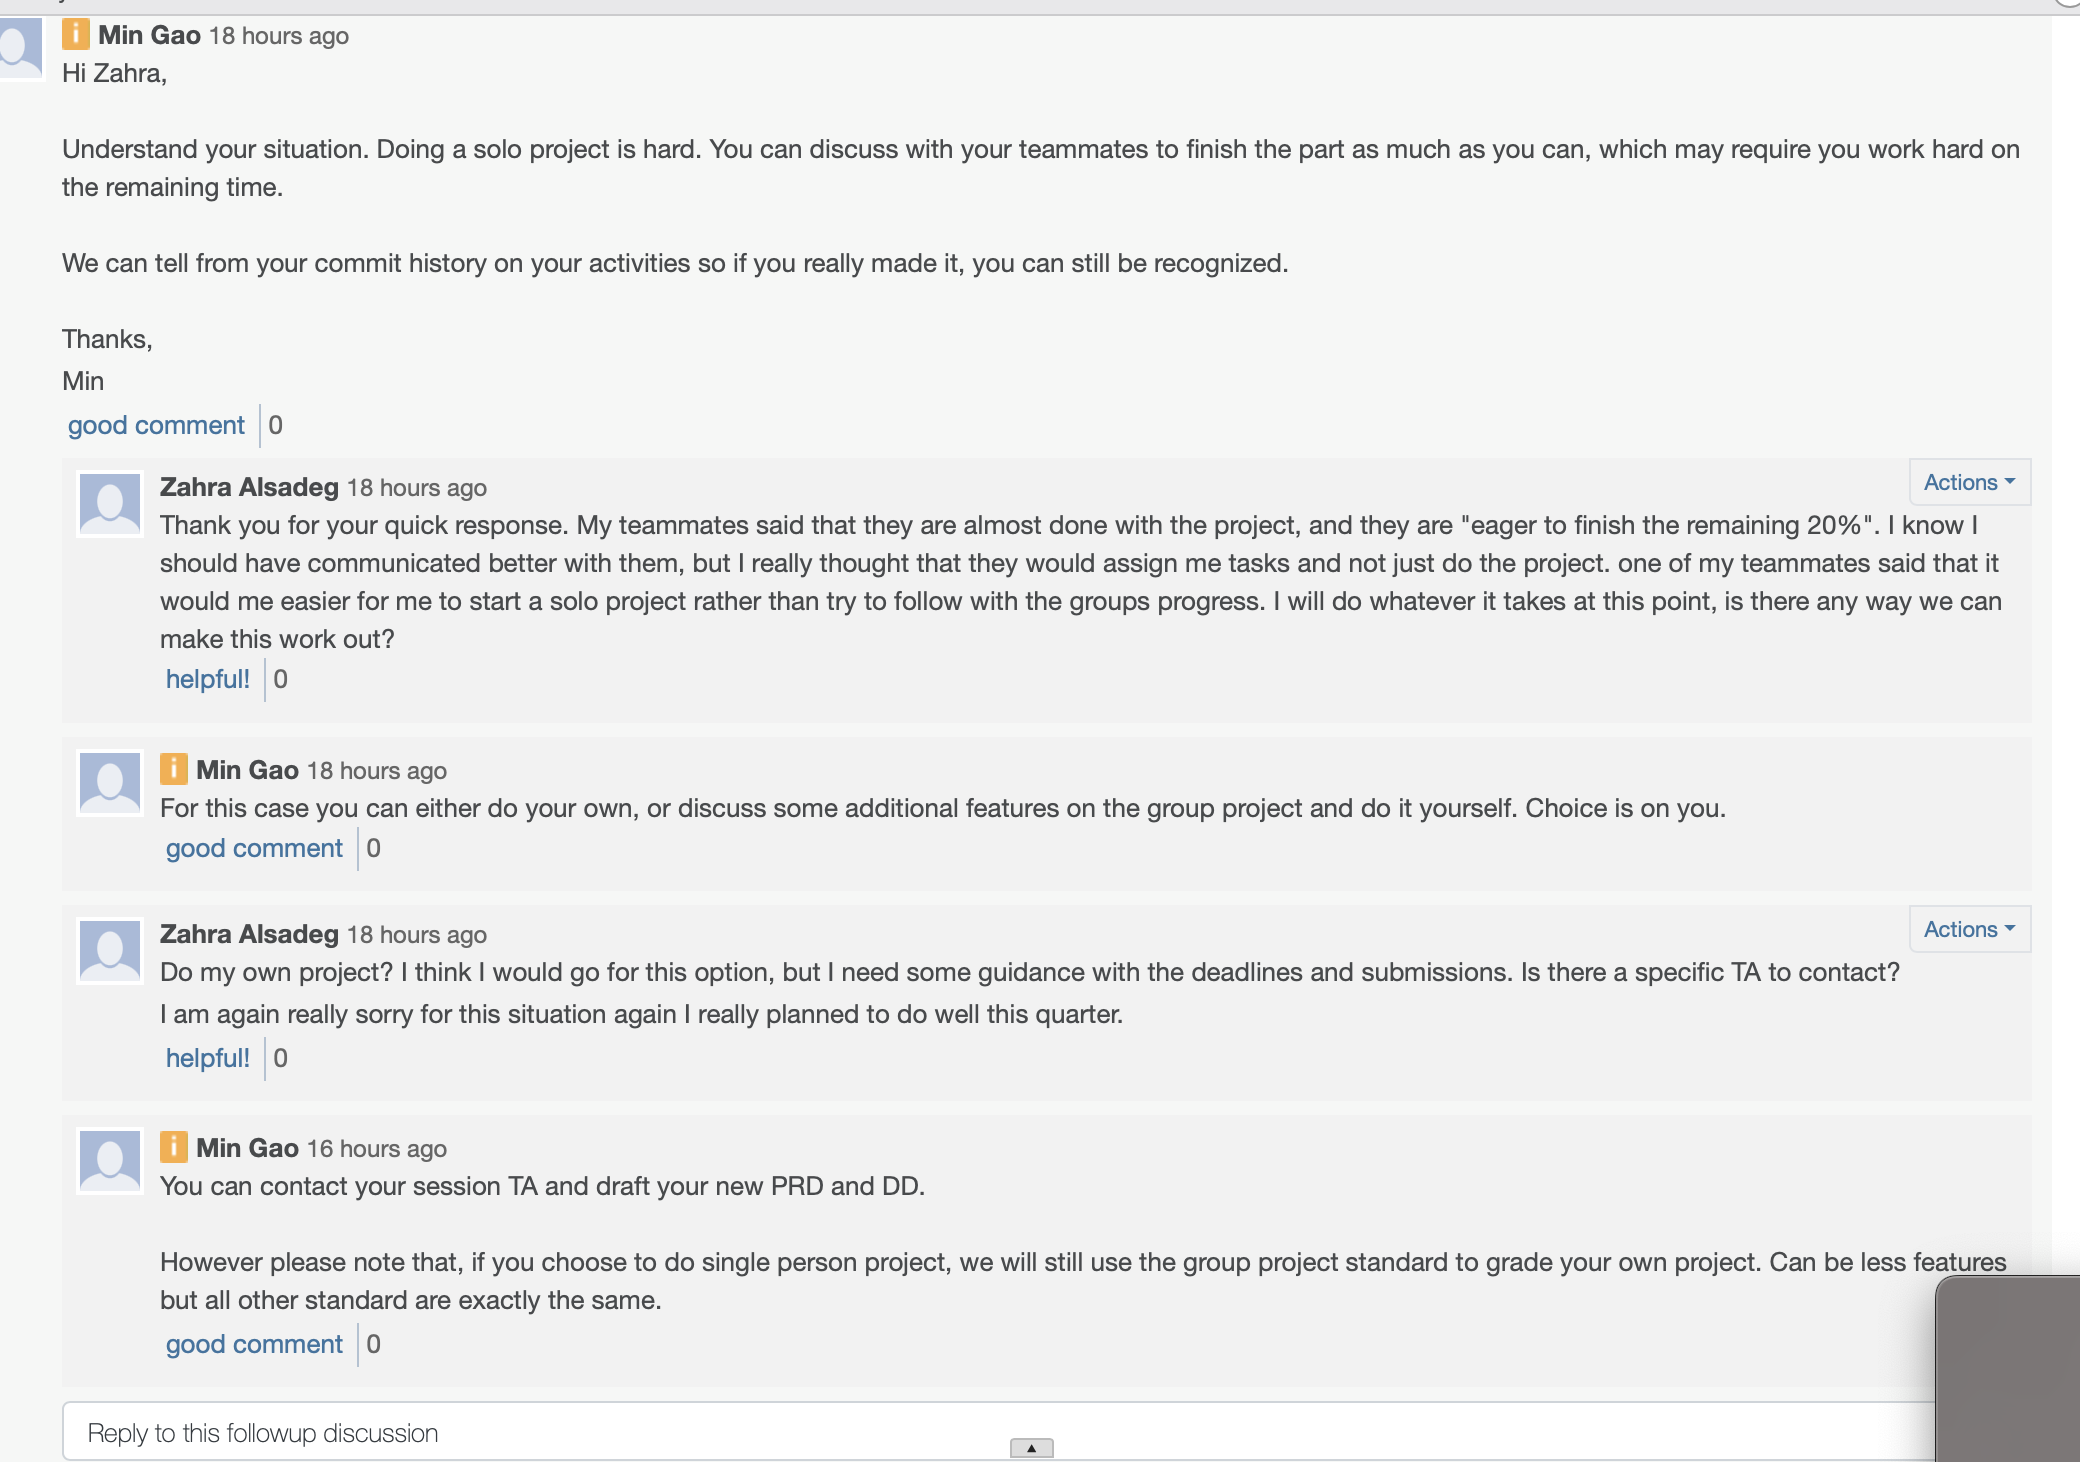 i Min Gao 18 hours ago
Hi Zahra,
Understand your situation. Doing a solo project is hard. You can discuss with your teammates to finish the part as much as you can, which may require you work hard on
the remaining time.
We can tell from your commit history on your activities so if you really made it, you can still be recognized.
Thanks,
Min
good comment 0
Zahra Alsadeg 18 hours ago Actions
Thank you for your quick response. My teammates said that they are almost done with the project, and they are "eager to finish the remaining 20%". I know I
should have communicated better with them, but I really thought that they would assign me tasks and not just do the project. one of my teammates said that it
would me easier for me to start a solo project rather than try to follow with the groups progress. I will do whatever it takes at this point, is there any way we can
make this work out?
helpful! 0
i Min Gao 18 hours ago
For this case you can either do your own, or discuss some additional features on the group project and do it yourself. Choice is on you.
good comment 0
Zahra Alsadeg 18 hours ago Actions
Do my own project? I think I would go for this option, but I need some guidance with the deadlines and submissions. Is there a specific TA to contact?
I am again really sorry for this situation again I really planned to do well this quarter.
helpful! 0
i Min Gao 16 hours ago
You can contact your session TA and draft your new PRD and DD.
However please note that, if you choose to do single person project, we will still use the group project standard to grade your own project. Can be less features
but all other standard are exactly the same.
good comment 0
Reply to this followup discussion